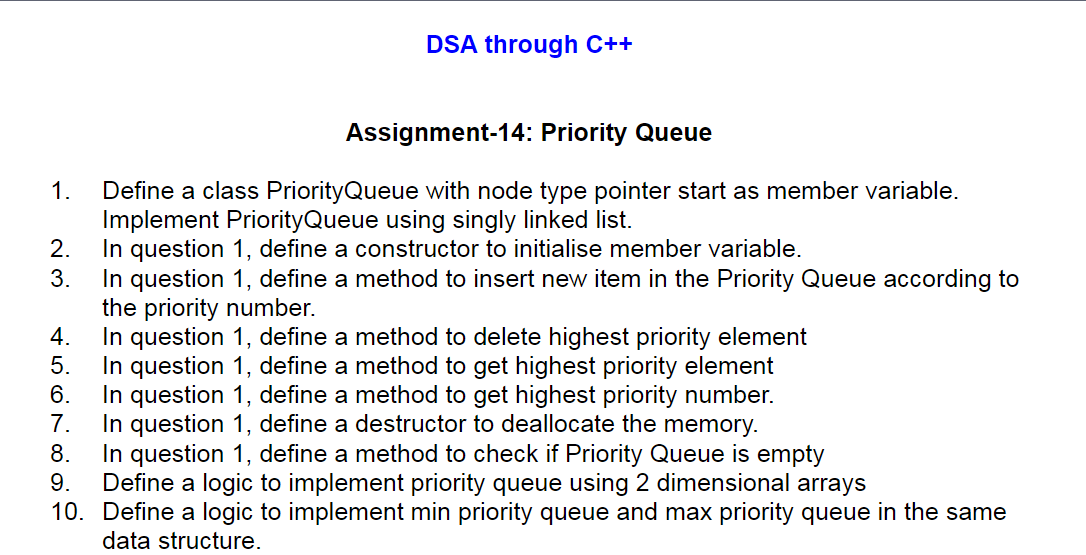 DSA through C++
Assignment-14: Priority Queue
1. Define a class PriorityQueue with node type pointer start as member variable.
Implement PriorityQueue using singly linked list.
2. In question 1, define a constructor to initialise member variable.
3. In question 1, define a method to insert new item in the Priority Queue according to
the priority number.
4. In question 1, define a method to delete highest priority element
5. In question 1, define a method to get highest priority element
6. In question 1, define a method to get highest priority number.
7. In question 1, define a destructor to deallocate the memory.
8. In question 1, define a method to check if Priority Queue is empty
9. Define a logic to implement priority queue using 2 dimensional arrays
10. Define a logic to implement min priority queue and max priority queue in the same
data structure.